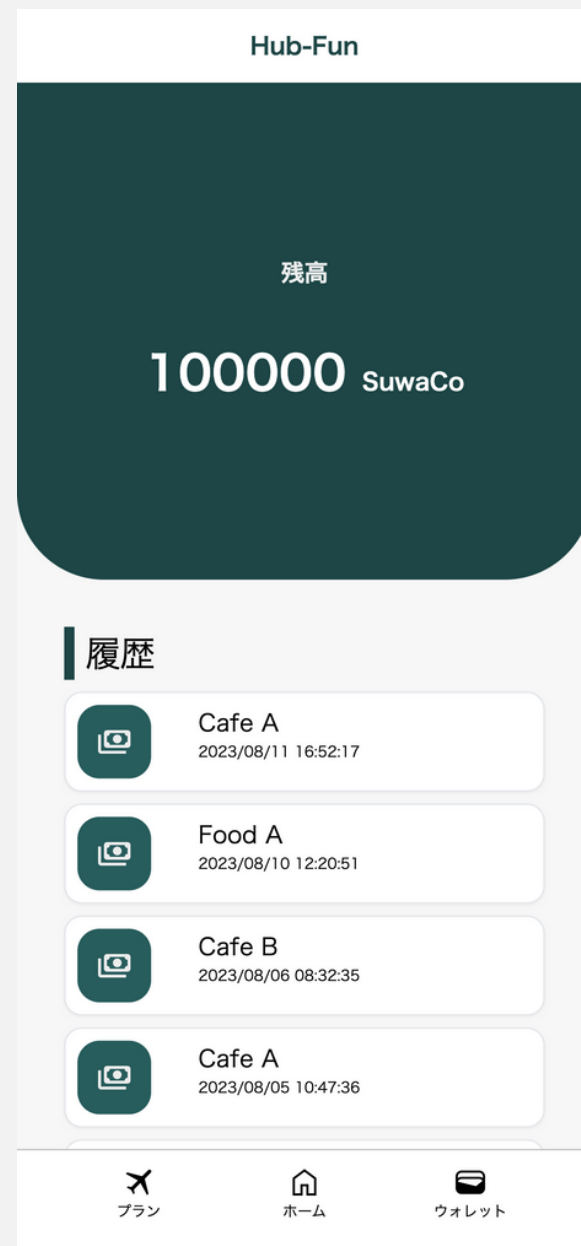 Hub-Fun
残高
100000 SuwaCo
履歴
Cafe A
2023/08/11 16:52:17
Food A
2023/08/10 12:20:51
Cafe B
2023/08/06 08:32:35
Cafe A
2023/08/05 10:47:36
プラン ホーム ウォレット